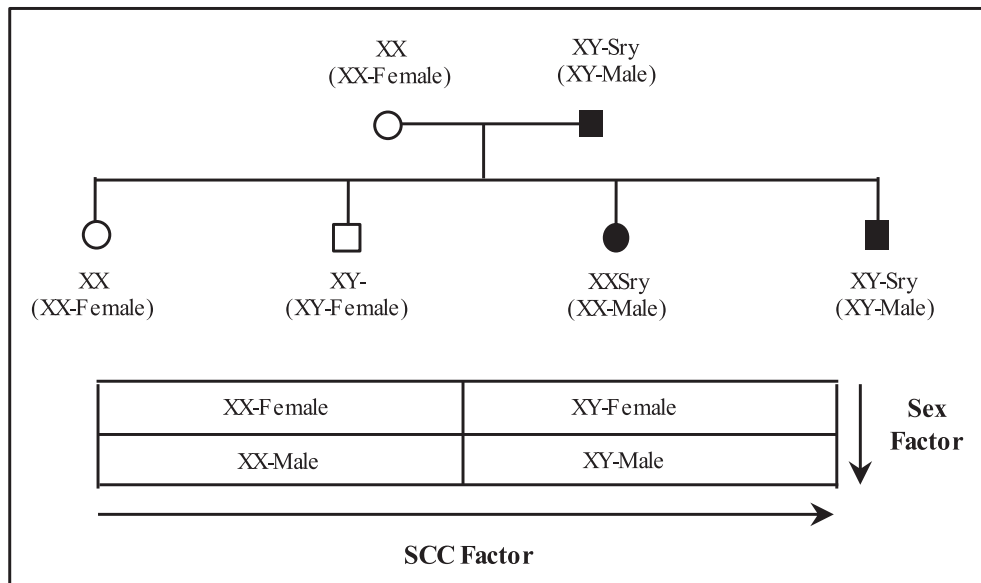 XX
(XX-Female)
XY-Sry
(XY-Male)
XX
(XX-Female)
XY-
(XY-Female)
XXSry
(XX-Male)
XY-Sry
(XY-Male)
XX-Female
XY-Female
XX-Male
XY-Male
Sex
Factor
SCC Factor